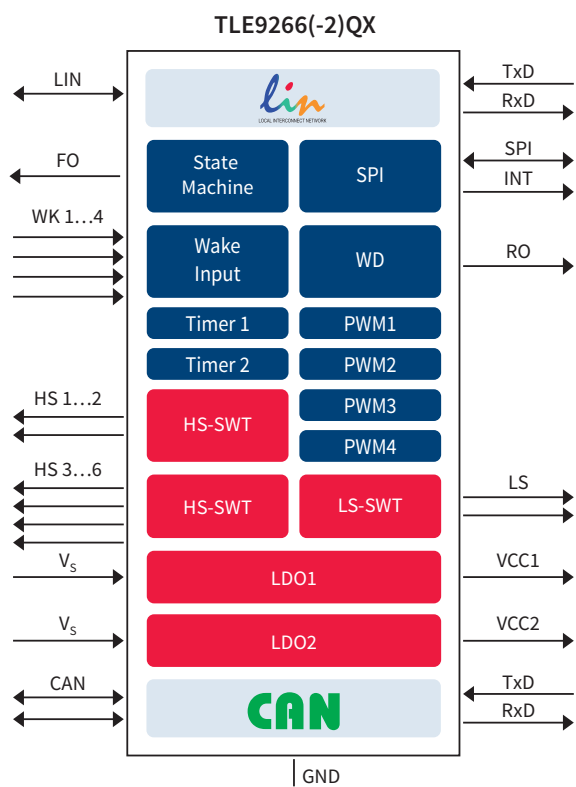 TLE9266(-2)QX
LIN
lin
LOCAL INTERCONNECT NETWORK
TxD
RxD
FO
State
Machine
SPI
SPI
INT
WK 1...4
Wake
Input
WD
RO
Timer 1
PWM1
Timer 2
PWM2
HS 1...2
HS-SWT
PWM3
PWM4
HS 3...6
HS-SWT
LS-SWT
LS
VS
LDO1
VCC1
VS
LDO2
VCC2
CAN
CAN
TxD
RxD
GND